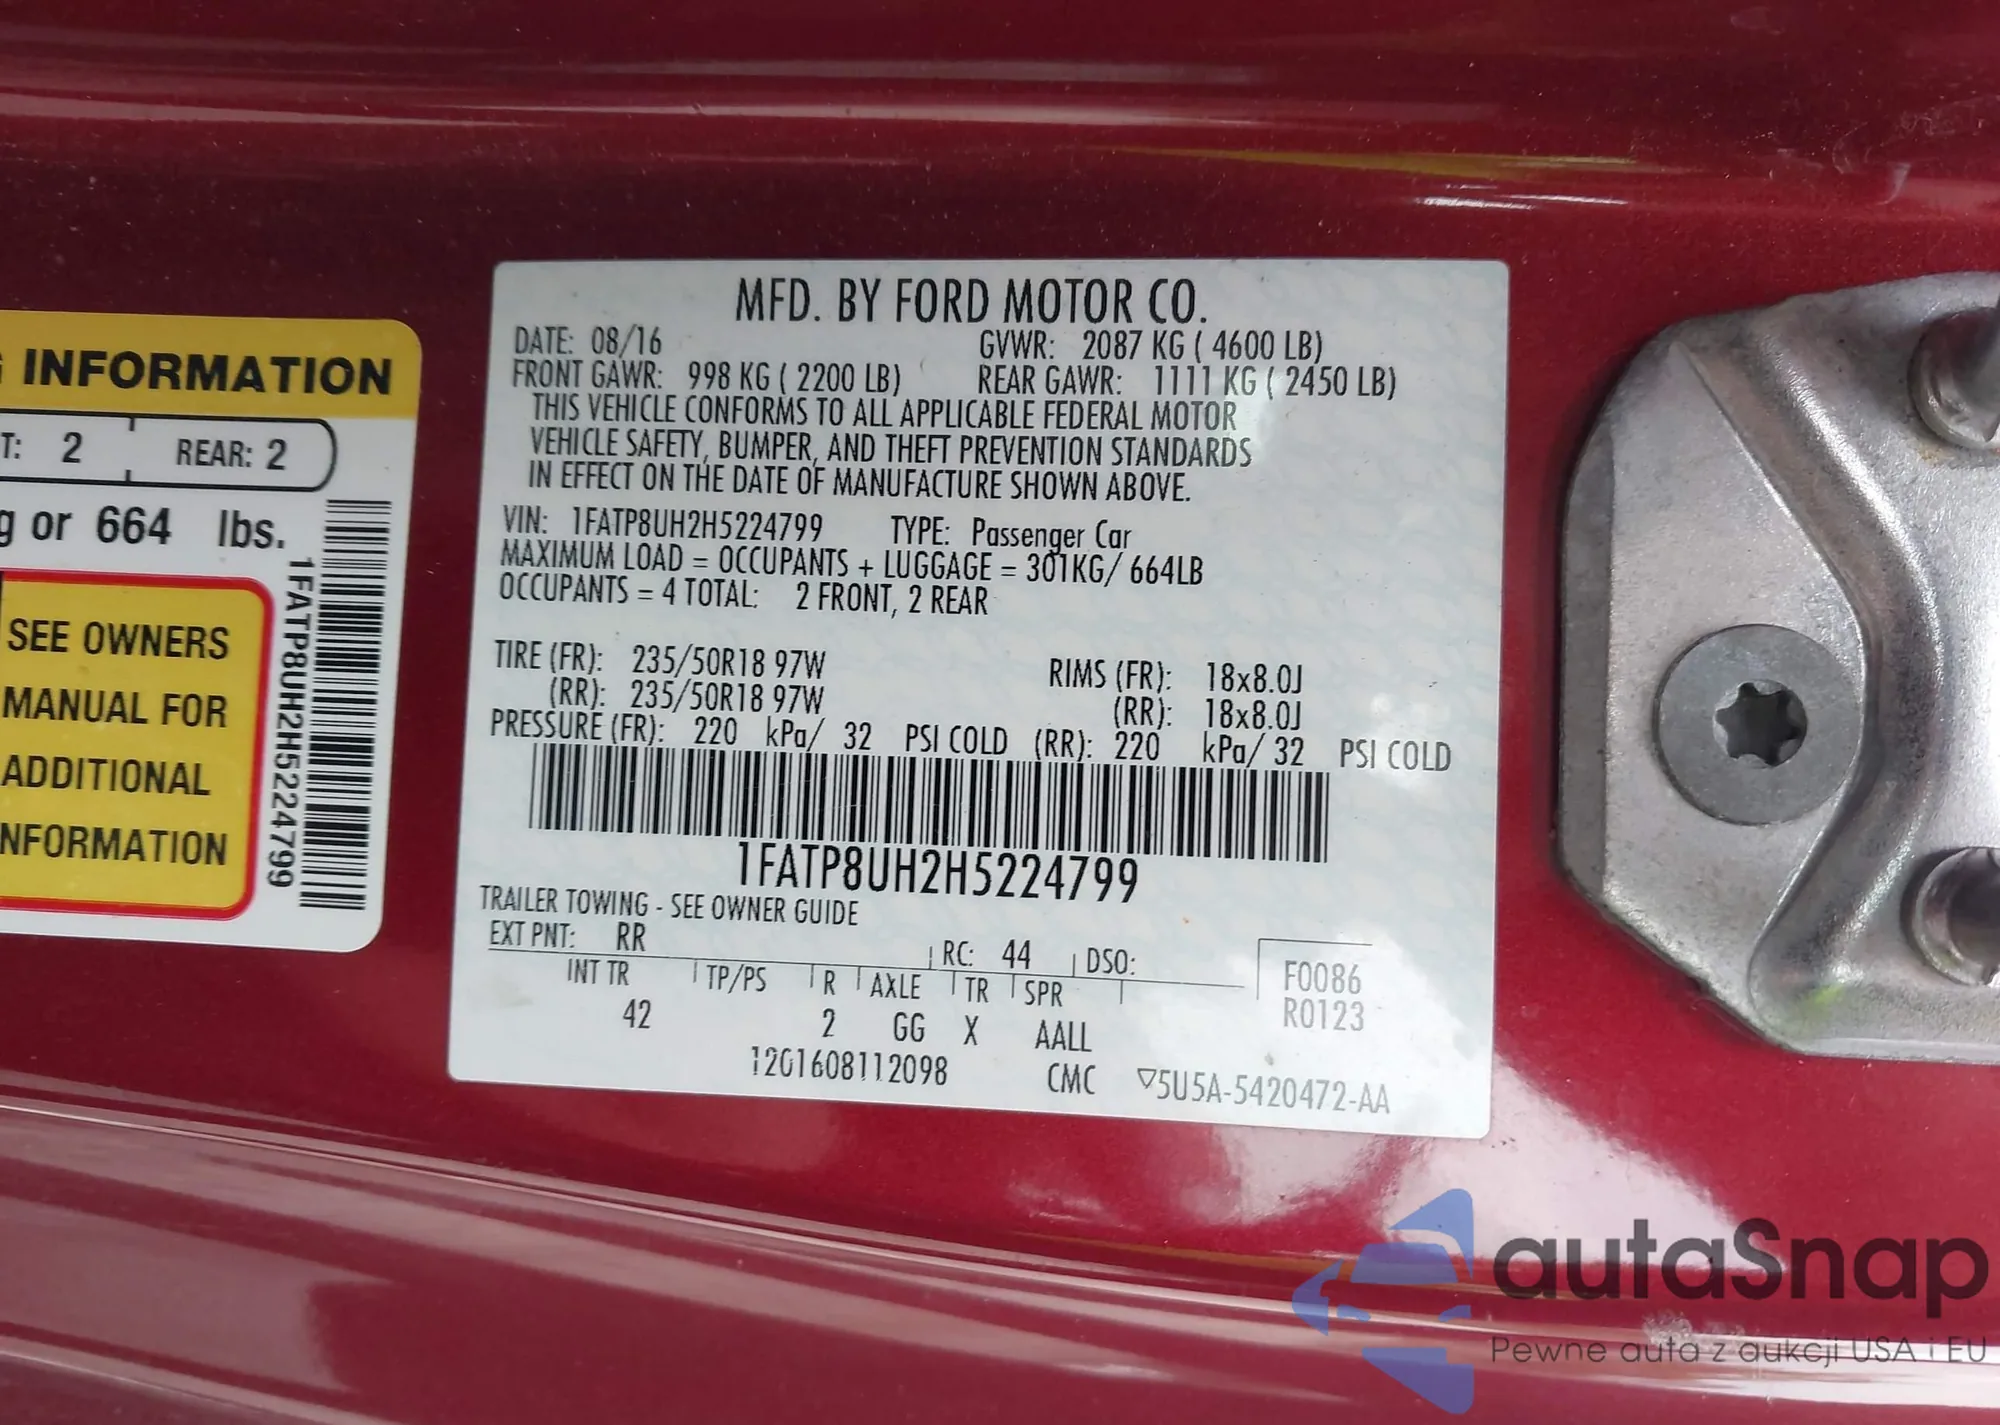 INFORMATION
T: 2 REAR: 2
g or 664 lbs.
SEE OWNERS
MANUAL FOR
ADDITIONAL
NFORMATION
1FATP8UH2H5224799
MFD. BY FORD MOTOR CO.
DATE: 08/16 GVWR: 2087 KG ( 4600 LB)
FRONT GAWR: 998 KG ( 2200 LB) REAR GAWR: 1111 KG ( 2450 LB)
THIS VEHICLE CONFORMS TO ALL APPLICABLE FEDERAL MOTOR
VEHICLE SAFETY, BUMPER, AND THEFT PREVENTION STANDARDS
IN EFFECT ON THE DATE OF MANUFACTURE SHOWN ABOVE.
VIN: 1FATP8UH2H5224799 TYPE: Passenger Car
MAXIMUM LOAD = OCCUPANTS + LUGGAGE = 301KG/ 664LB
OCCUPANTS = 4 TOTAL: 2 FRONT, 2 REAR
TIRE (FR): 235/50R18 97W RIMS (FR): 18x8.0J
(RR): 235/50R18 97W (RR): 18x8.0J
PRESSURE (FR): 220 kPa/ 32 PSI COLD (RR): 220 kPa/ 32 PSI COLD
1FATP8UH2H5224799
TRAILER TOWING - SEE OWNER GUIDE
EXT PNT: RR RC: 44 DSO:
INT TR TP/PS R AXLE TR SPR
42 2 GG X AALL
F0086
R0123
12G1608112098 CMC ▽5U5A-5420472-AA
autaSnap
Pewne auta z aukcji USA i EU